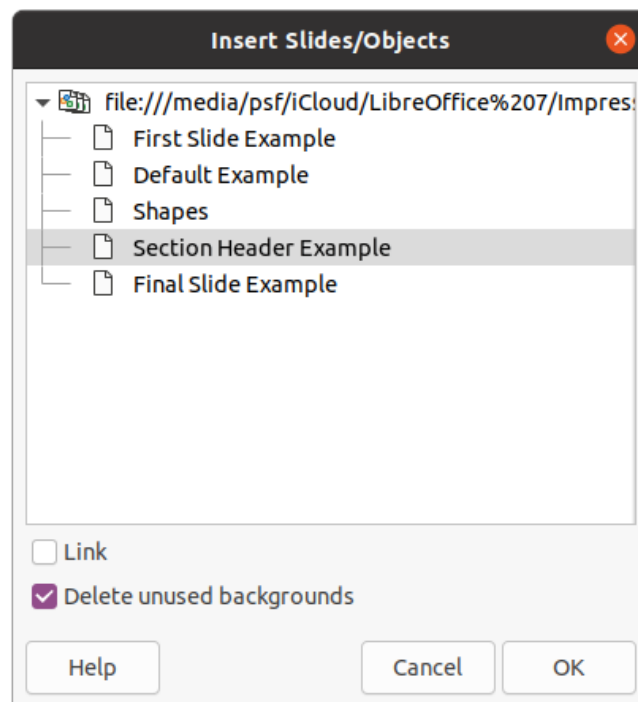 Insert Slides/Objects
file:///media/psf/iCloud/LibreOffice%207/Impres
First Slide Example
Default Example
Shapes
Section Header Example
Final Slide Example
Link
Delete unused backgrounds
Help Cancel OK